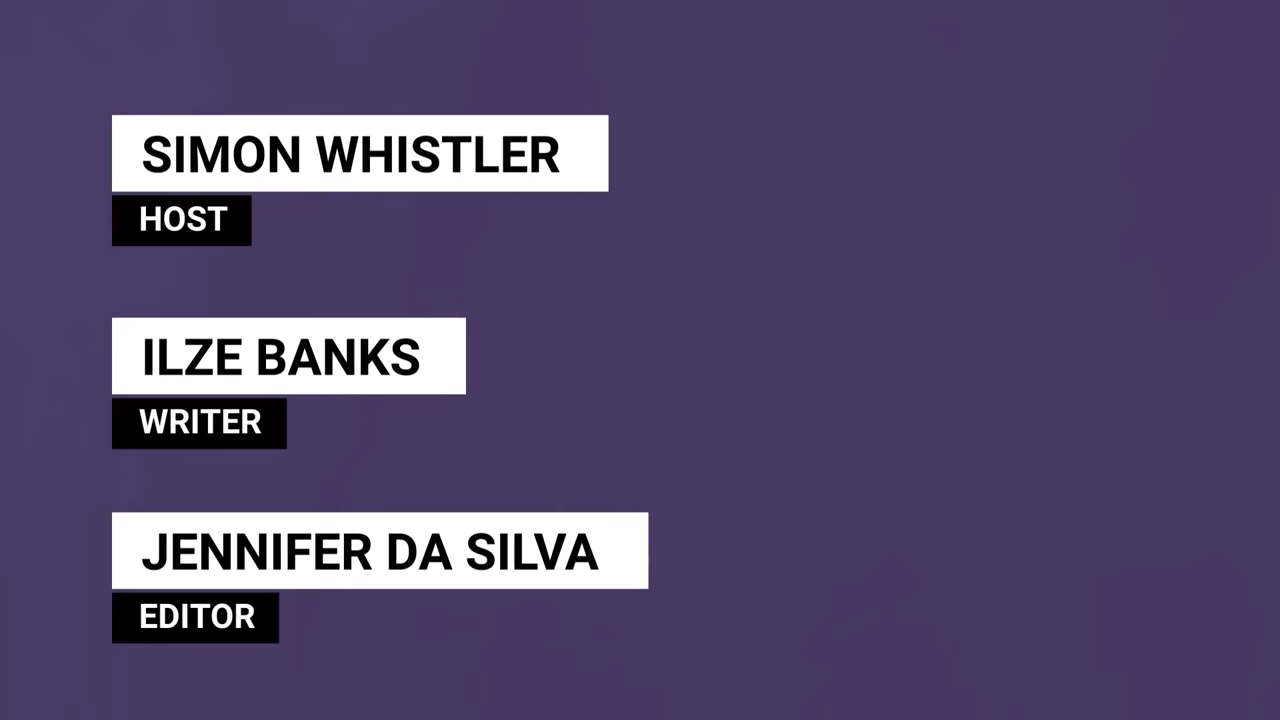 SIMON WHISTLER
HOST
ILZE BANKS
WRITER
JENNIFER DA SILVA
EDITOR